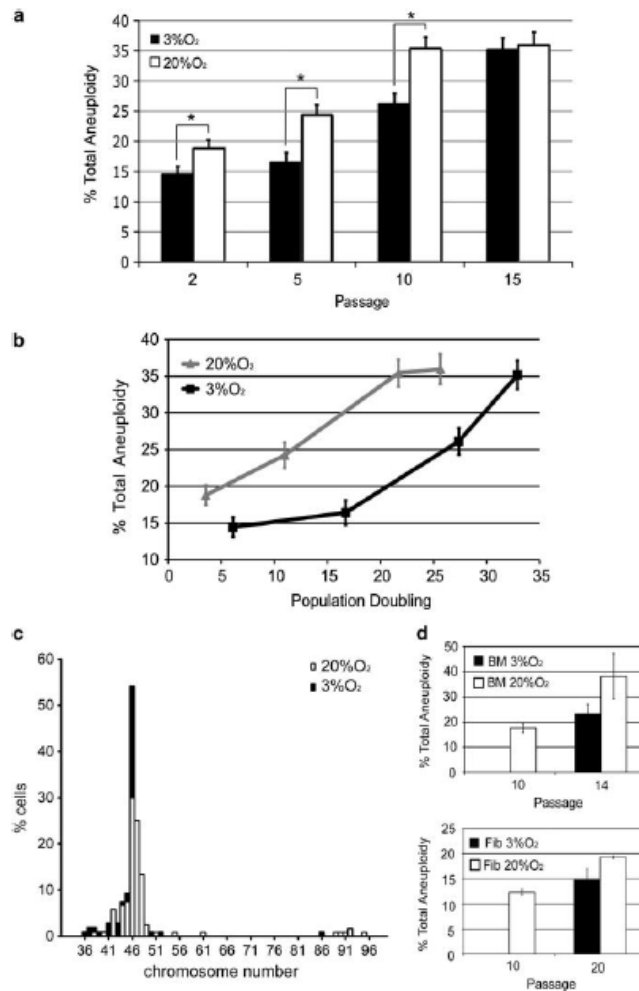 a
40
35
30
25
20
15
10
5
0
% Total Aneuploidy
3%O₂
20%O₂
*
*
*
2 5 10 15
Passage
b
40
35
30
25
20
15
10
% Total Aneuploidy
20%O₂
3%O₂
0 5 10 15 20 25 30 35
Population Doubling
c
60
50
40
30
20
10
0
% cells
20%O₂
3%O₂
36 41 46 51 56 61 66 71 76 81 86 91 96
chromosome number
d
50
40
30
20
10
0
% Total Aneuploidy
BM 3%O₂
BM 20%O₂
10 14
Passage
25
20
15
10
5
0
% Total Aneuploidy
Fib 3%O₂
Fib 20%O₂
10 20
Passage